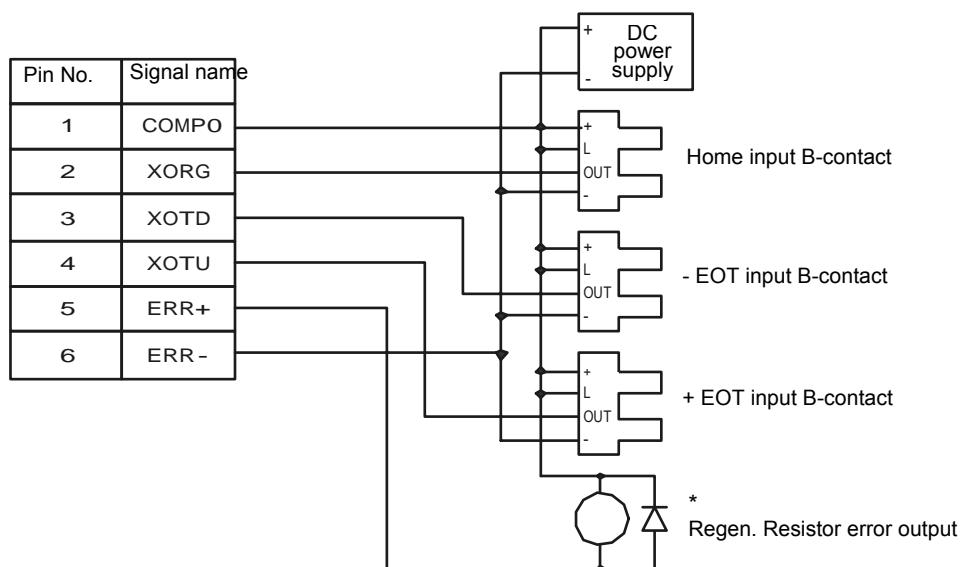 Pin No. Signal name
1 COMP0
2 XORG
3 XOTD
4 XOTU
5 ERR+
6 ERR-
+ DC
power
- supply
+
L
OUT
-
Home input B-contact
+
L
OUT
-
- EOT input B-contact
+
L
OUT
-
+ EOT input B-contact
*
Regen. Resistor error output